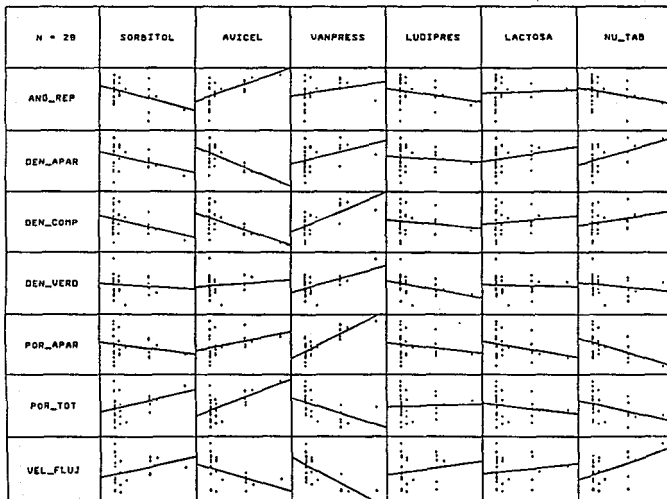 N = 28 SORBITOL AVICEL VANPRESS LUDIPRES LACTOSA NU_TAB
ANG_REP
DEN_APAR
DEN_COMP
DEN_VERD
POR_APAR
POR_TOT
VEL_FLUJ